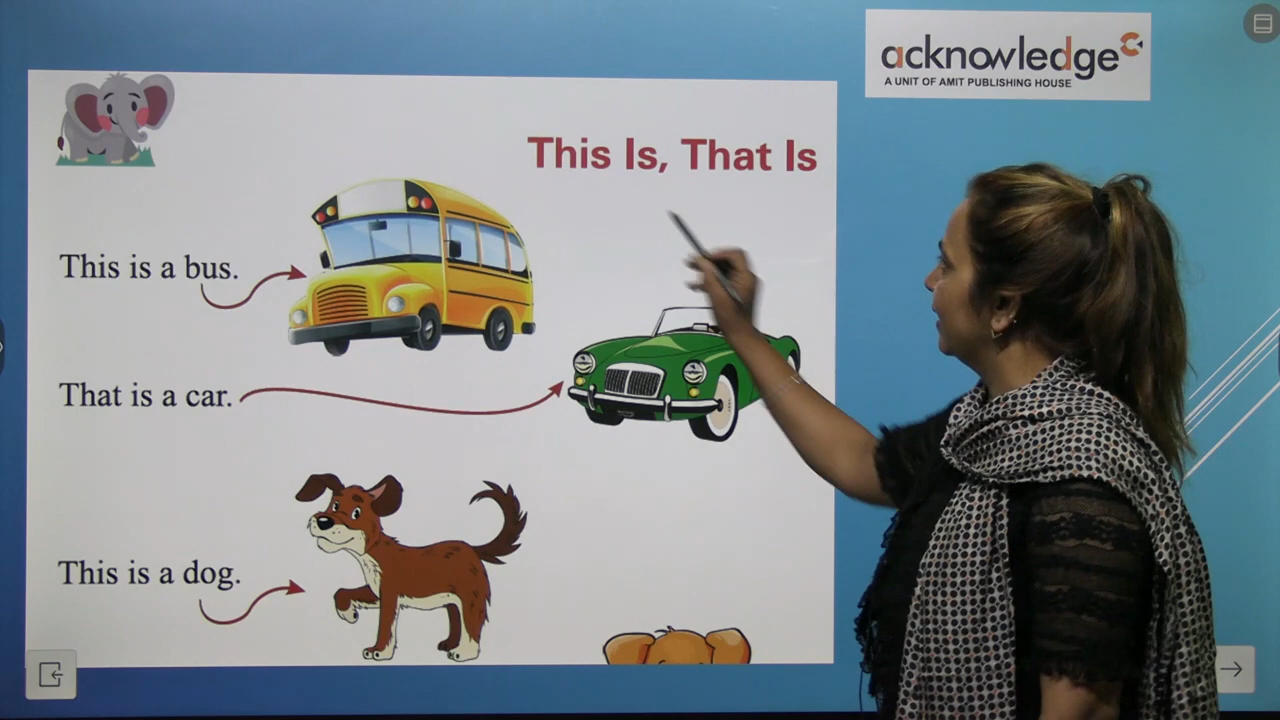 acknowledge
A UNIT OF AMIT PUBLISHING HOUSE
This Is, That Is
This is a bus.
That is a car.
This is a dog.